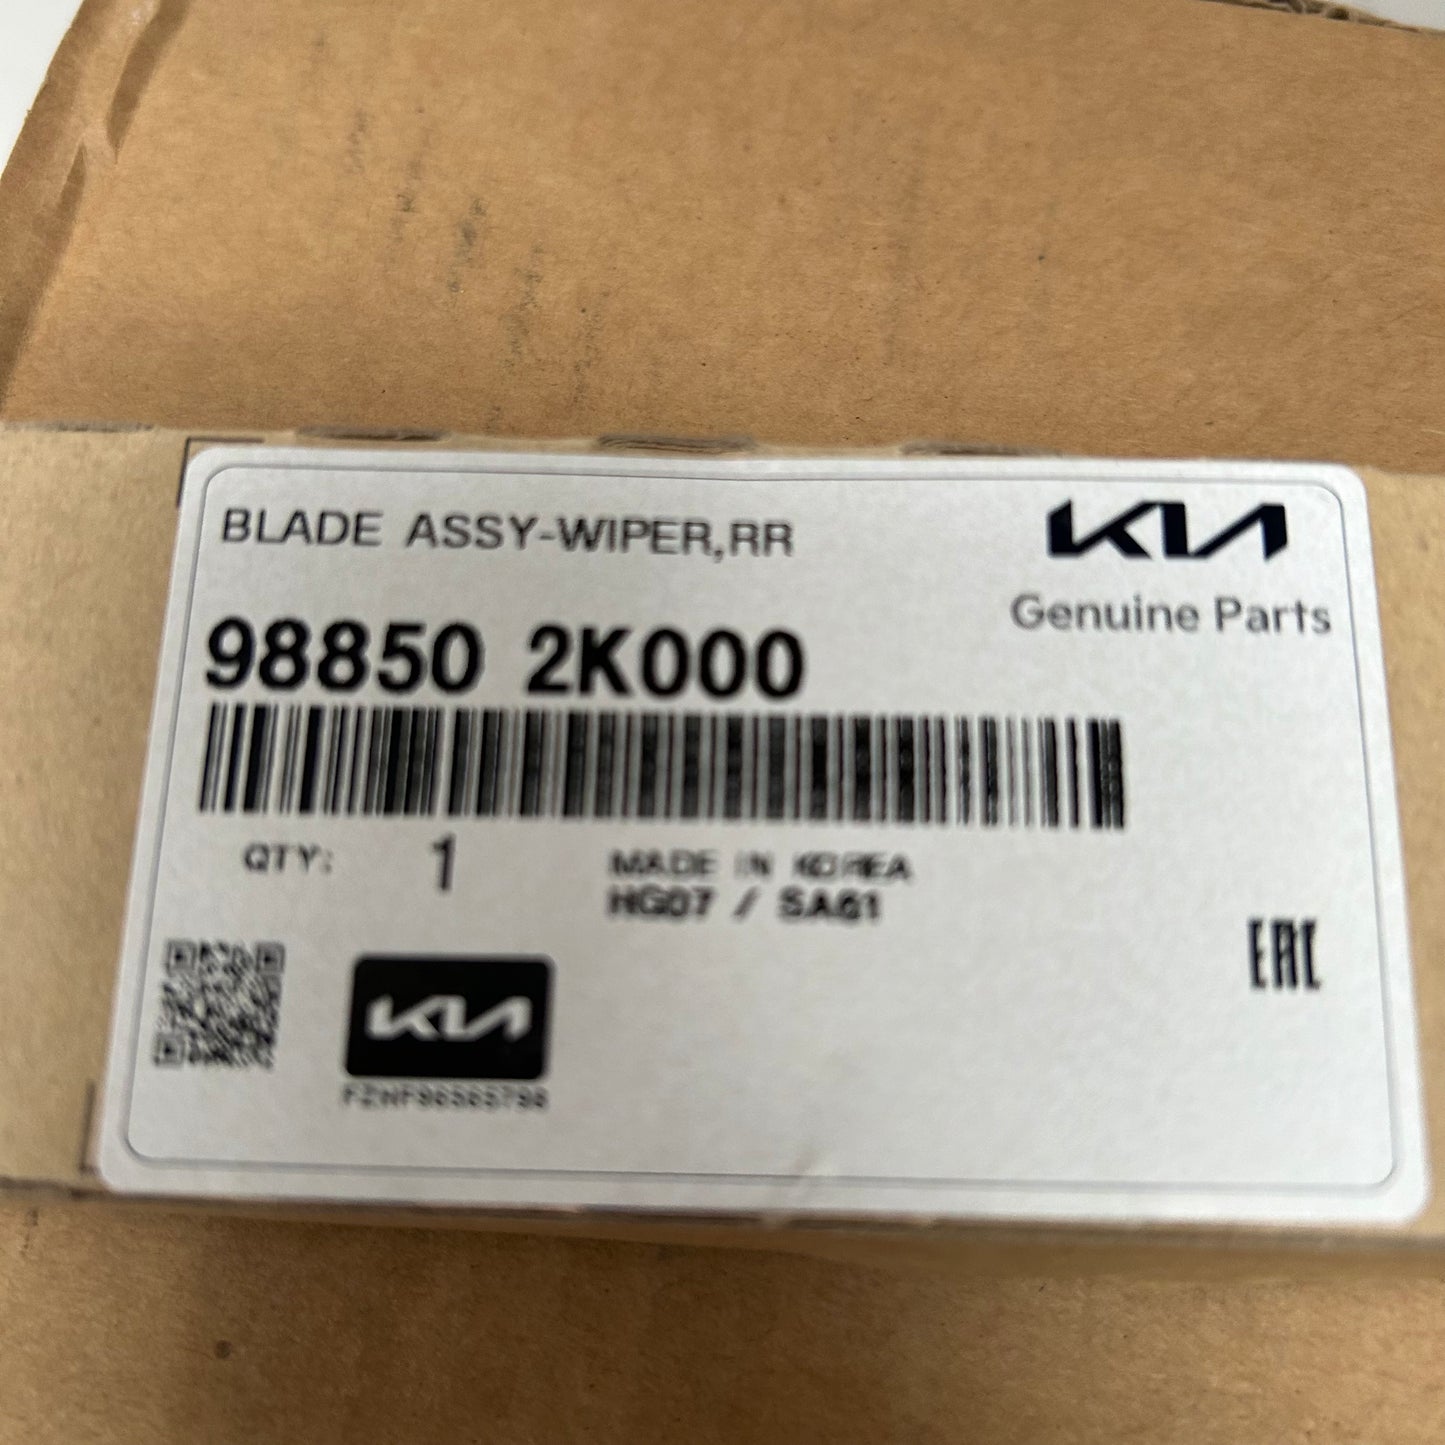 BLADE ASSY-WIPER,RR
KIA
Genuine Parts
98850 2K000
QTY: 1
MADE IN KOREA
HG07 / SA61
EAC
KIA